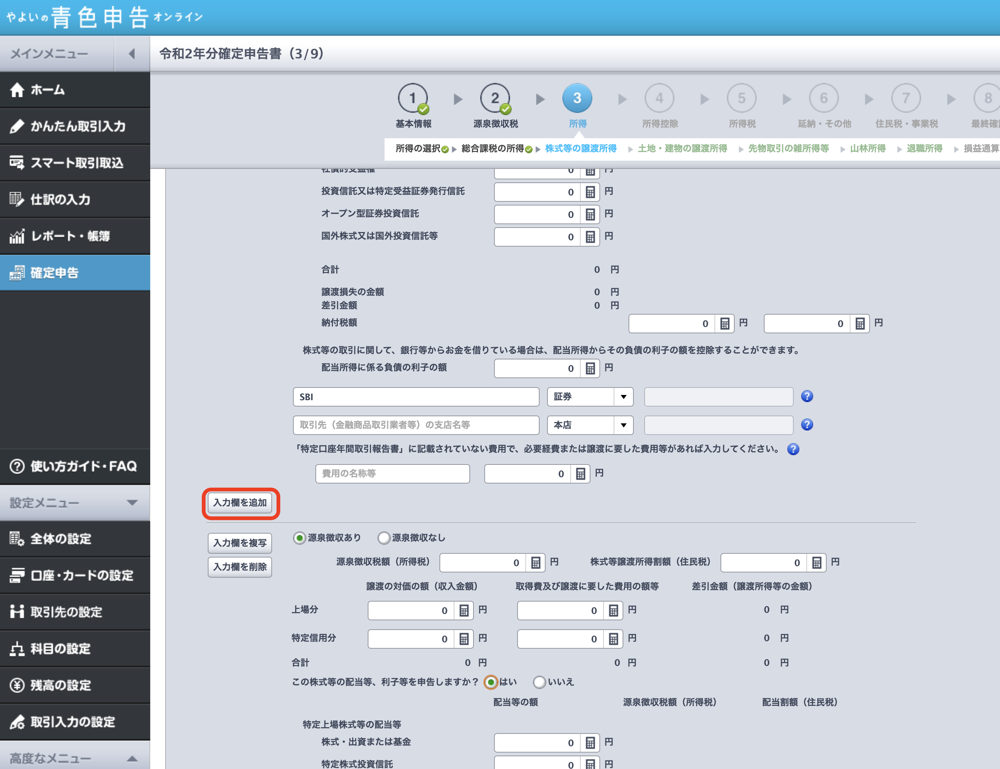 やよいの青色申告オンライン
メインメニュー
令和2年分確定申告書（3/9）
ホーム
かんたん取引入力
スマート取引取込
仕訳の入力
レポート・帳簿
確定申告
使い方ガイド・FAQ
設定メニュー
全体の設定
口座・カードの設定
取引先の設定
科目の設定
残高の設定
取引入力の設定
高度なメニュー
1 2 3 4 5 6 7 8
基本情報 源泉徴収税 所得 所得控除 所得税 延納・その他 住民税・事業税 最終確
所得の選択 総合課税の所得 株式等の譲渡所得 土地・建物の譲渡所得 先物取引の雑所得等 山林所得 退職所得 損益通算
社債的受益権 0 円
投資信託又は特定受益証券発行信託 0 円
オープン型証券投資信託 0 円
国外株式又は国外投資信託等 0 円
合計 0 円
譲渡損失の金額 0 円
差引金額 0 円
納付税額 0 円 0 円
株式等の取引に関して、銀行等からお金を借りている場合は、配当所得からその負債の利子の額を控除することができます。
配当所得に係る負債の利子の額 0 円
SBI 証券 ?
取引先（金融商品取引業者等）の支店名等 本店 ?
「特定口座年間取引報告書」に記載されていない費用で、必要経費または譲渡に要した費用等があれば入力してください。 ?
費用の名称等 0 円
入力欄を追加
入力欄を複写 源泉徴収あり 源泉徴収なし
入力欄を削除 源泉徴収税額（所得税） 0 円 株式等譲渡所得割額（住民税） 0 円
譲渡の対価の額（収入金額） 取得費及び譲渡に要した費用の額等 差引金額（譲渡所得等の金額）
上場分 0 円 0 円 0 円
特定信用分 0 円 0 円 0 円
合計 0 円 0 円 0 円
この株式等の配当等、利子等を申告しますか？ はい いいえ
配当等の額 源泉徴収税額（所得税） 配当割額（住民税）
特定上場株式等の配当等
株式・出資または基金 0 円
特定株式投資信託 0 円